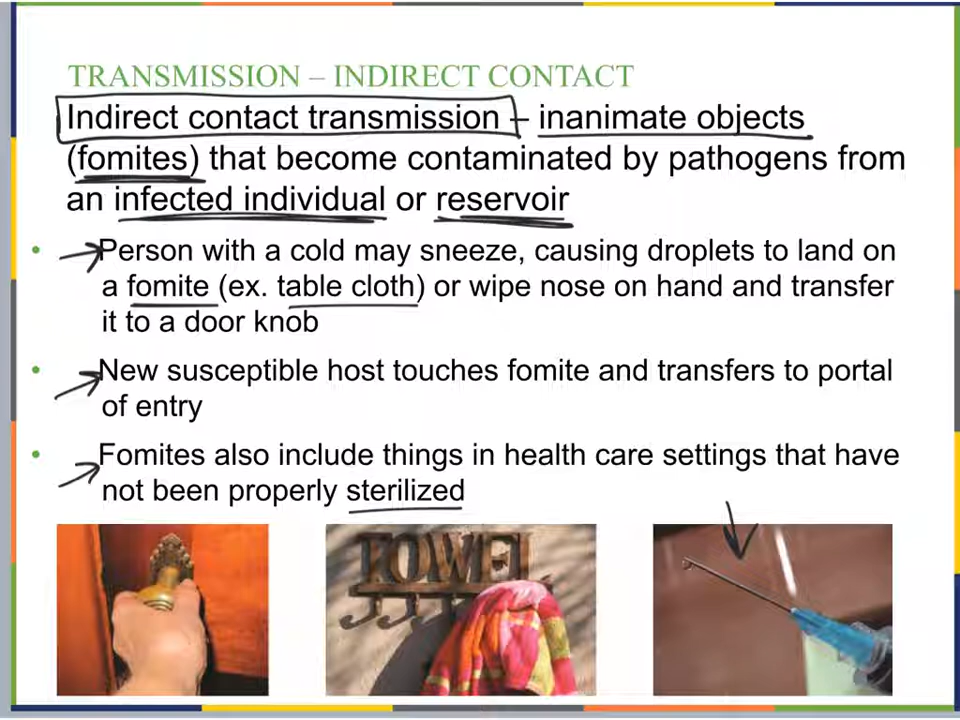 TRANSMISSION – INDIRECT CONTACT
Indirect contact transmission – inanimate objects
(fomites) that become contaminated by pathogens from
an infected individual or reservoir
• Person with a cold may sneeze, causing droplets to land on
a fomite (ex. table cloth) or wipe nose on hand and transfer
it to a door knob
• New susceptible host touches fomite and transfers to portal
of entry
• Fomites also include things in health care settings that have
not been properly sterilized
TOWEL